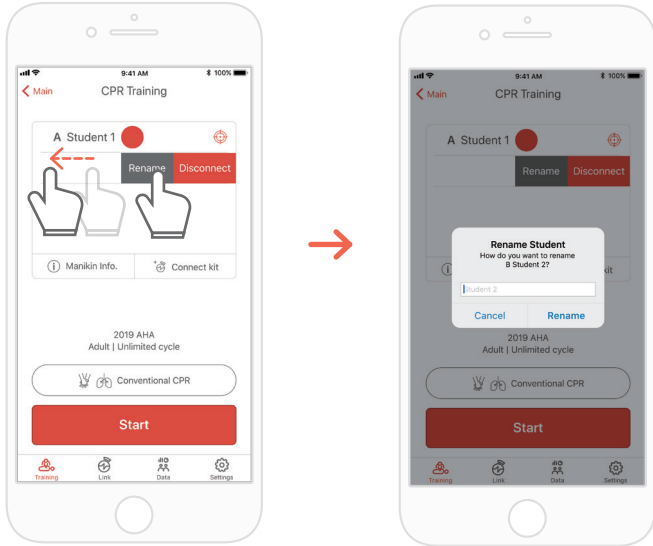 9:41 AM
100%
Main
CPR Training
A Student 1
Rename
Disconnect
Manikin Info.
Connect kit
2019 AHA
Adult | Unlimited cycle
Conventional CPR
Start
Training
Link
Data
Settings
9:41 AM
100%
Main
CPR Training
A Student 1
Rename
Disconnect
Rename Student
How do you want to rename
B Student 2?
Student 2
Cancel
Rename
kit
2019 AHA
Adult | Unlimited cycle
Conventional CPR
Start
Training
Link
Data
Settings